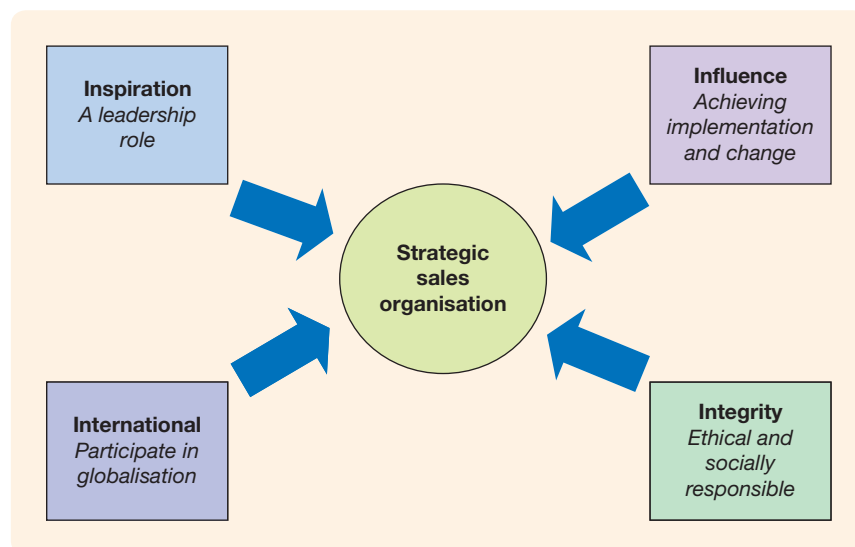 Inspiration
A leadership
role
Influence
Achieving
implementation
and change
Strategic
sales
organisation
International
Participate in
globalisation
Integrity
Ethical and
socially
responsible